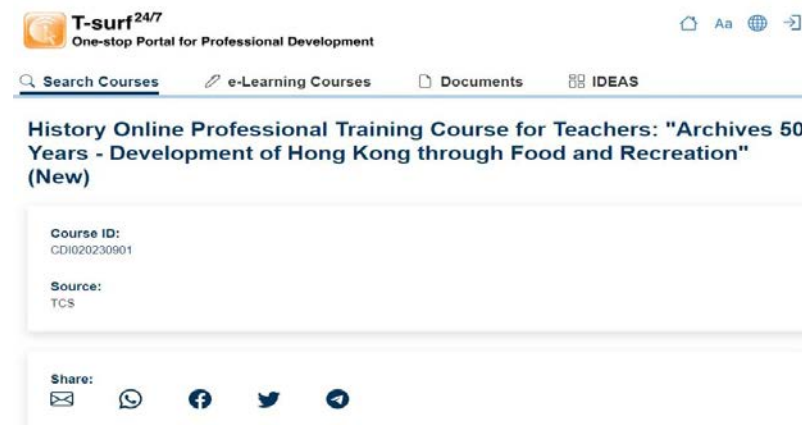 T-surf 24/7
One-stop Portal for Professional Development
Aa
Search Courses e-Learning Courses Documents IDEAS
History Online Professional Training Course for Teachers: "Archives 50
Years - Development of Hong Kong through Food and Recreation"
(New)
Course ID:
CDI020230901
Source:
TCS
Share: